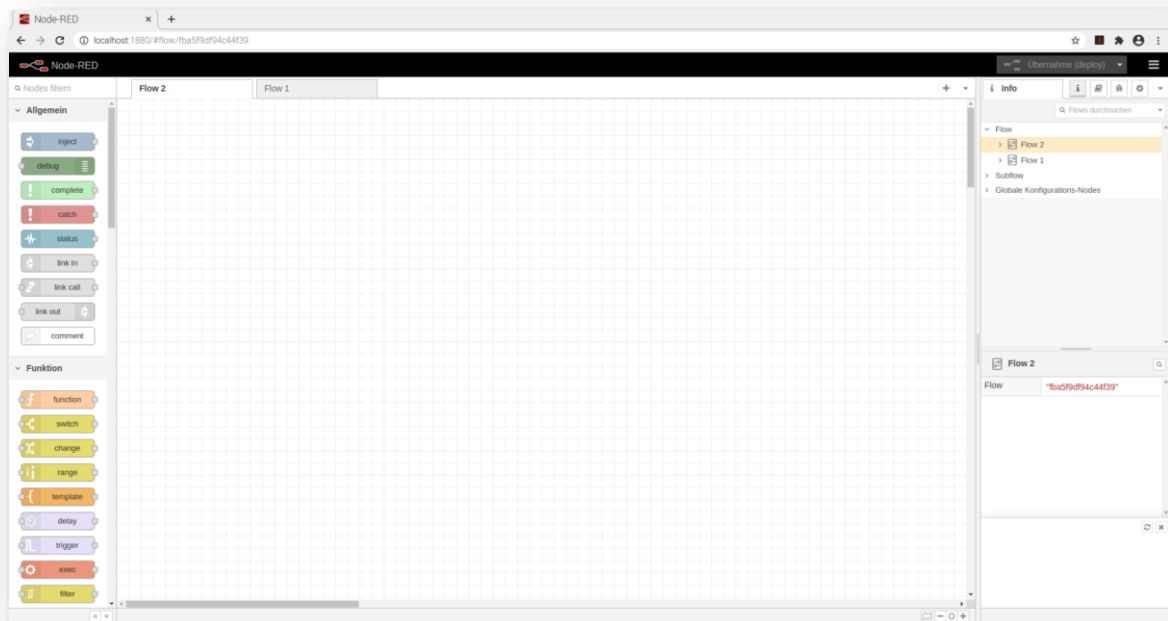 Node-RED
localhost:1880/#flow/fba5f9df94c44f39
Node-RED
Übernahme (deploy)
Nodes filtern
Flow 2
Flow 1
i Info
Allgemein
inject
debug
complete
catch
status
link in
link call
link out
comment
Funktion
function
switch
change
range
template
delay
trigger
exec
filter
Flows durchsuchen
Flow
Flow 2
Flow 1
Subflow
Globale Konfigurations-Nodes
Flow 2
Flow "fba5f9df94c44f39"